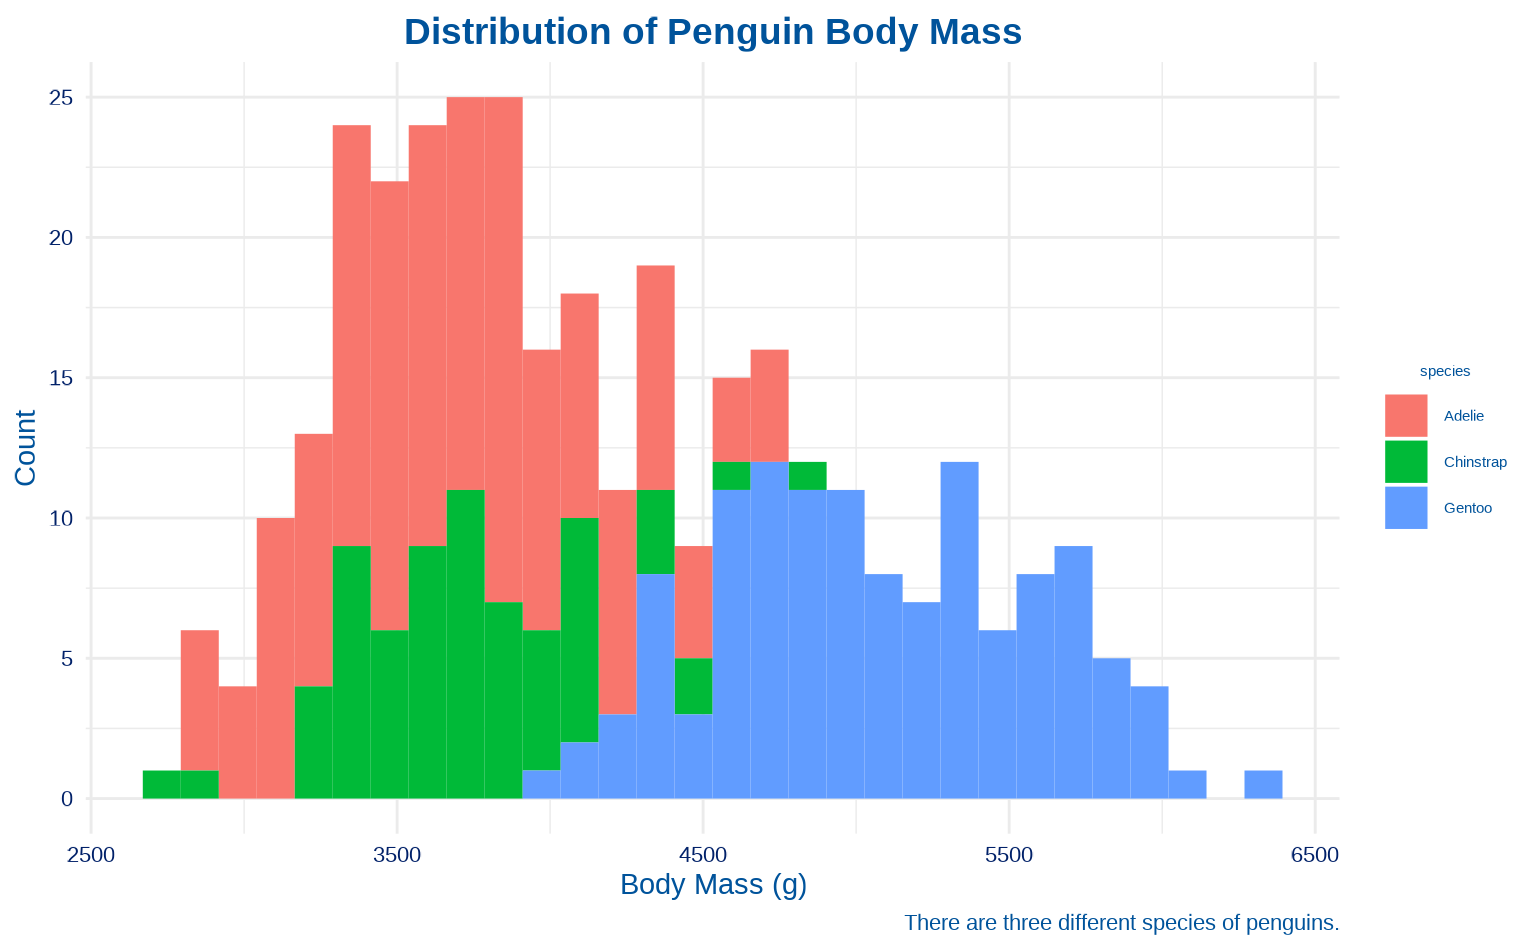 Distribution of Penguin Body Mass
Count
25
20
15
10
5
0
2500 3500 4500 5500 6500
Body Mass (g)
There are three different species of penguins.
species
Adelie
Chinstrap
Gentoo